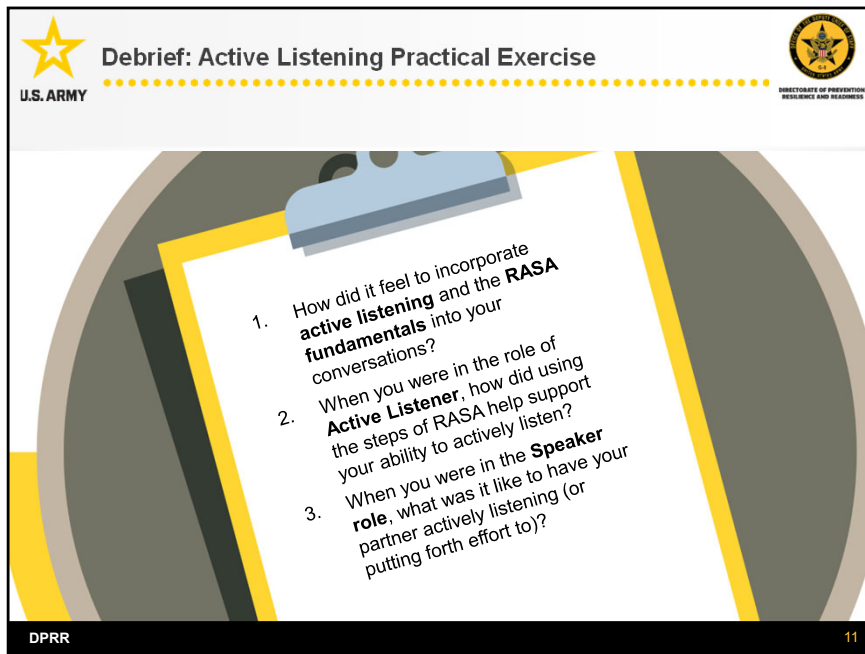 Debrief: Active Listening Practical Exercise
U.S. ARMY
DIRECTORATE OF PREVENTION
RESILIENCE AND READINESS
1. How did it feel to incorporate
active listening and the RASA
fundamentals into your
conversations?
2. When you were in the role of
Active Listener, how did using
the steps of RASA help support
your ability to actively listen?
3. When you were in the Speaker
role, what was it like to have your
partner actively listening (or
putting forth effort to)?
DPRR
11